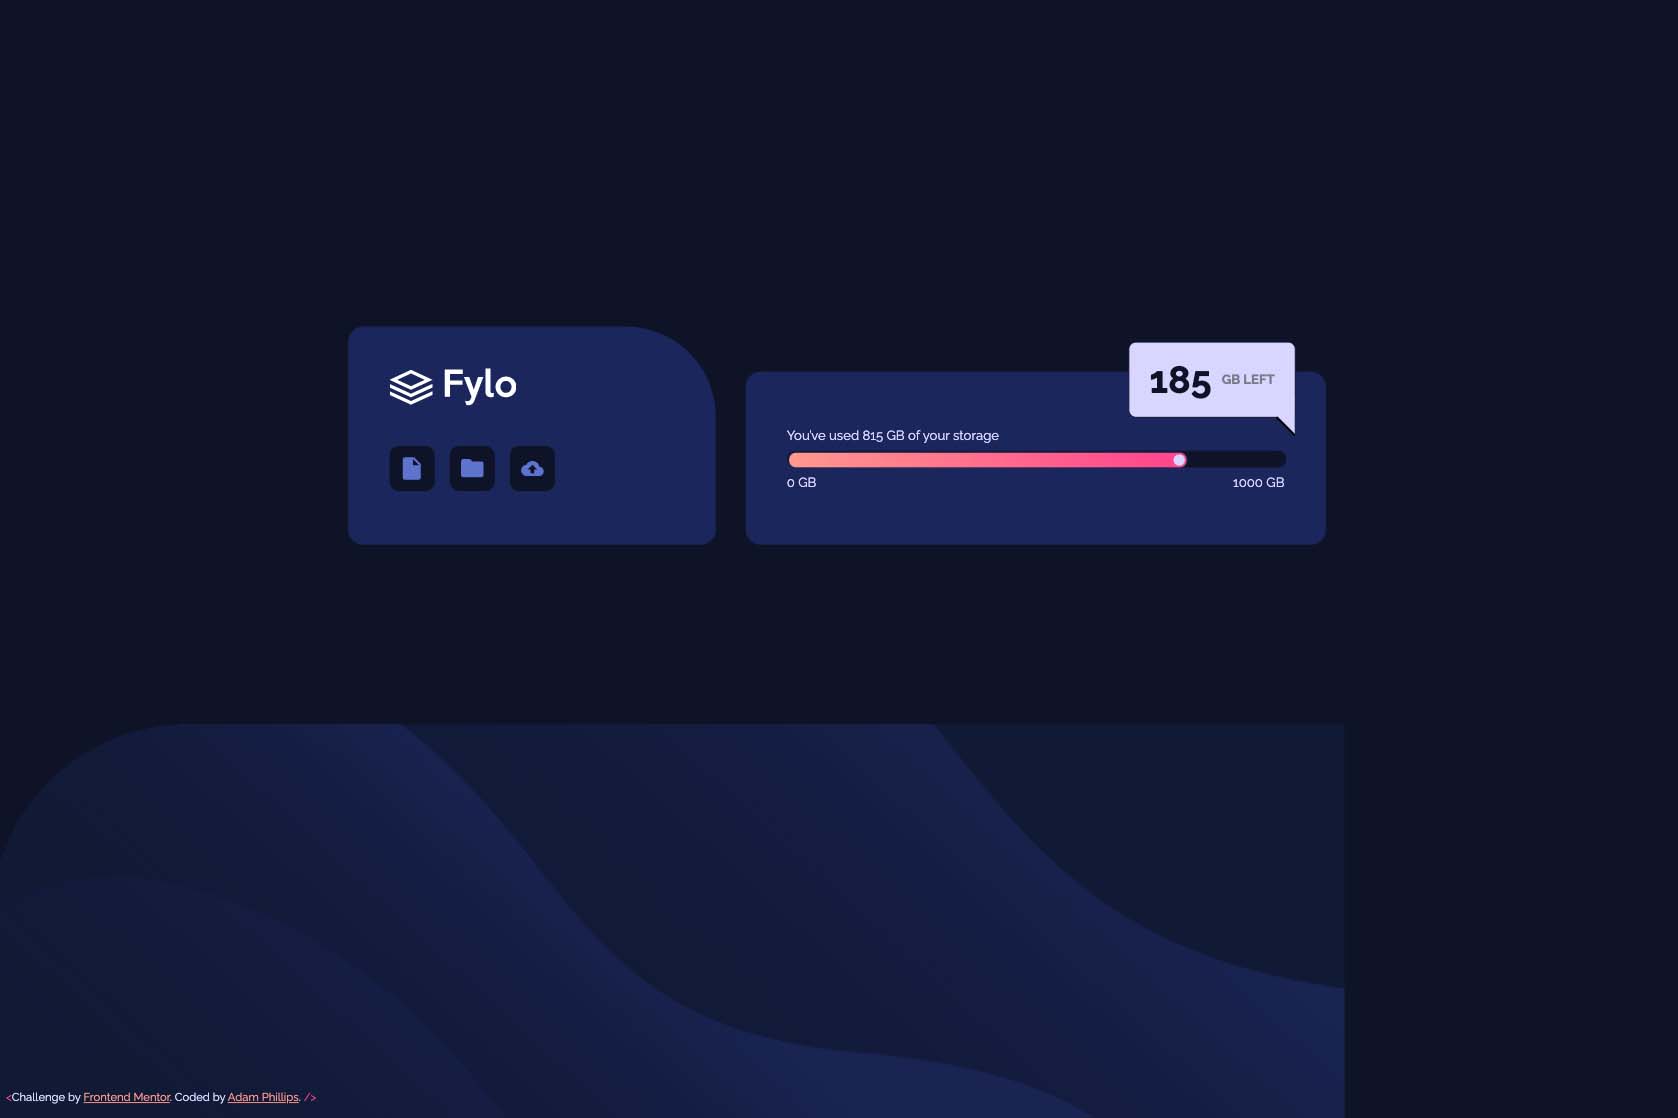 Fylo
185 GB LEFT
You've used 815 GB of your storage
0 GB 1000 GB
<Challenge by Frontend Mentor. Coded by Adam Phillips. />